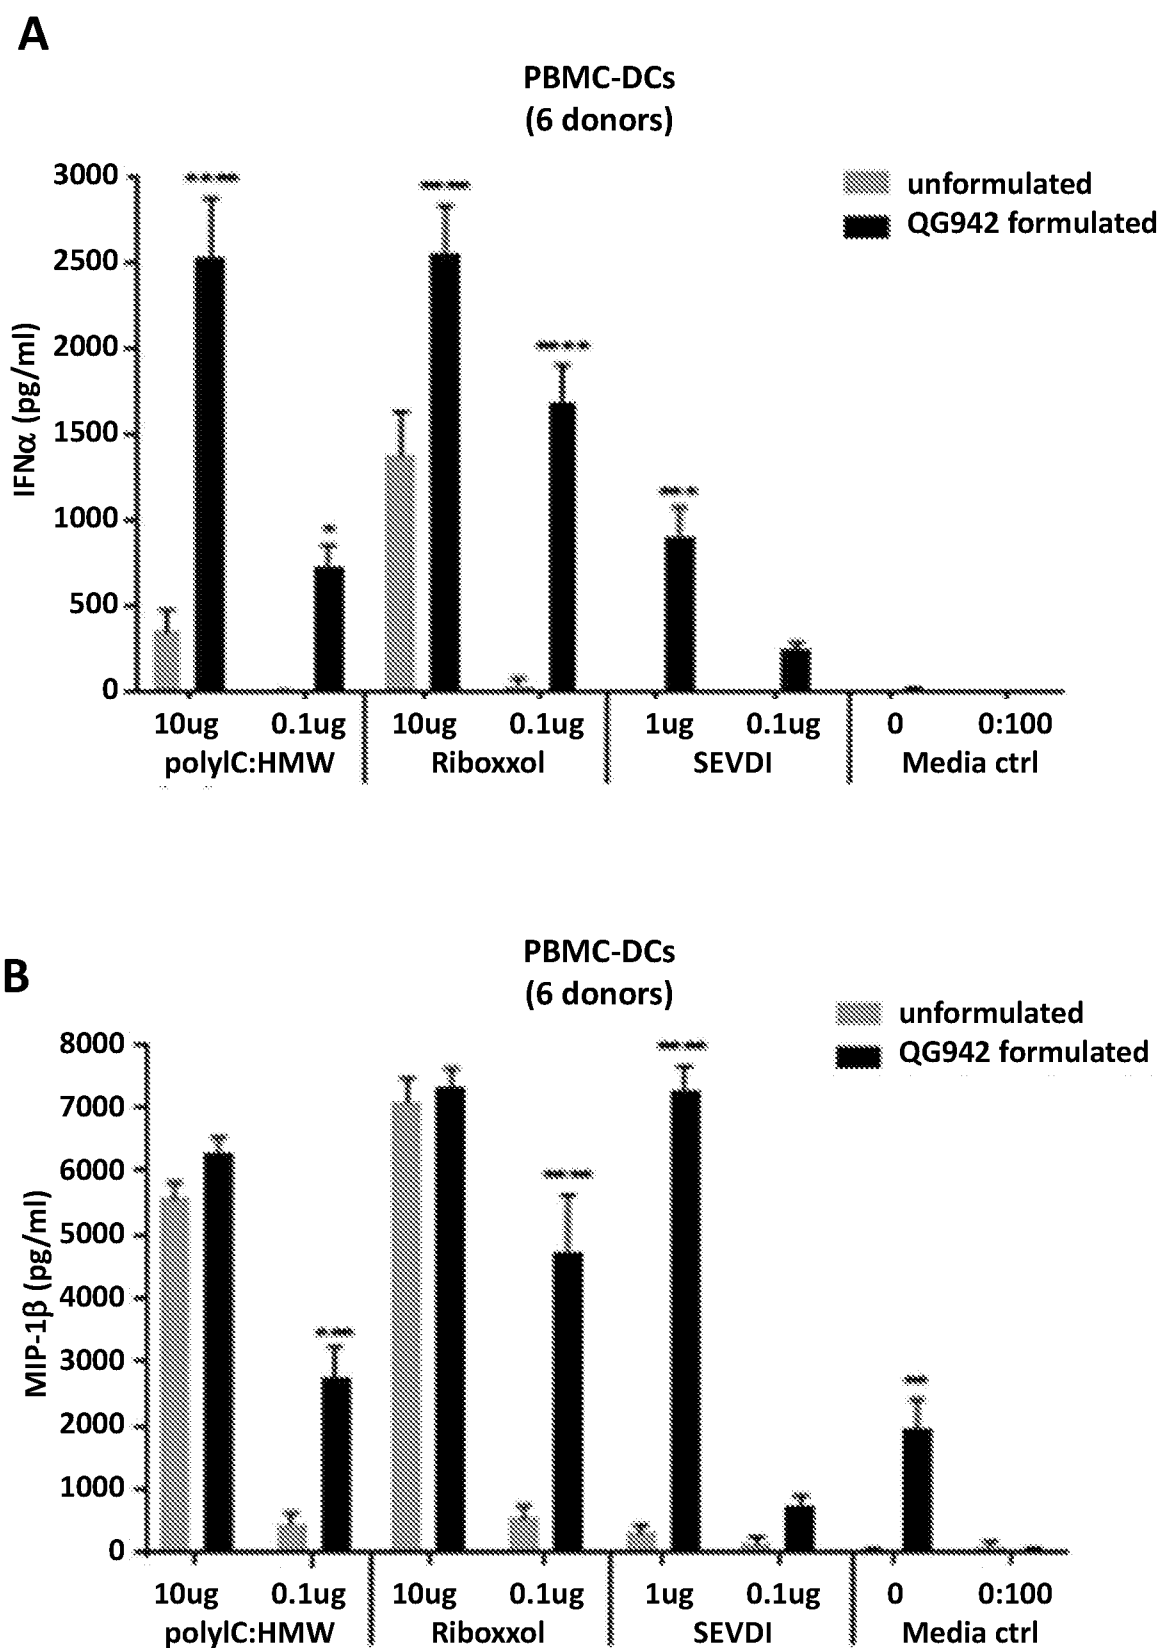 A
PBMC-DCs
(6 donors)
unformulated
QG942 formulated
IFNα (pg/ml)
3000
2500
2000
1500
1000
500
0
10ug 0.1ug 10ug 0.1ug 1ug 0.1ug 0 0:100
polyIC:HMW Riboxxol SEVDI Media ctrl
B
PBMC-DCs
(6 donors)
unformulated
QG942 formulated
MIP-1β (pg/ml)
8000
7000
6000
5000
4000
3000
2000
1000
0
10ug 0.1ug 10ug 0.1ug 1ug 0.1ug 0 0:100
polyIC:HMW Riboxxol SEVDI Media ctrl